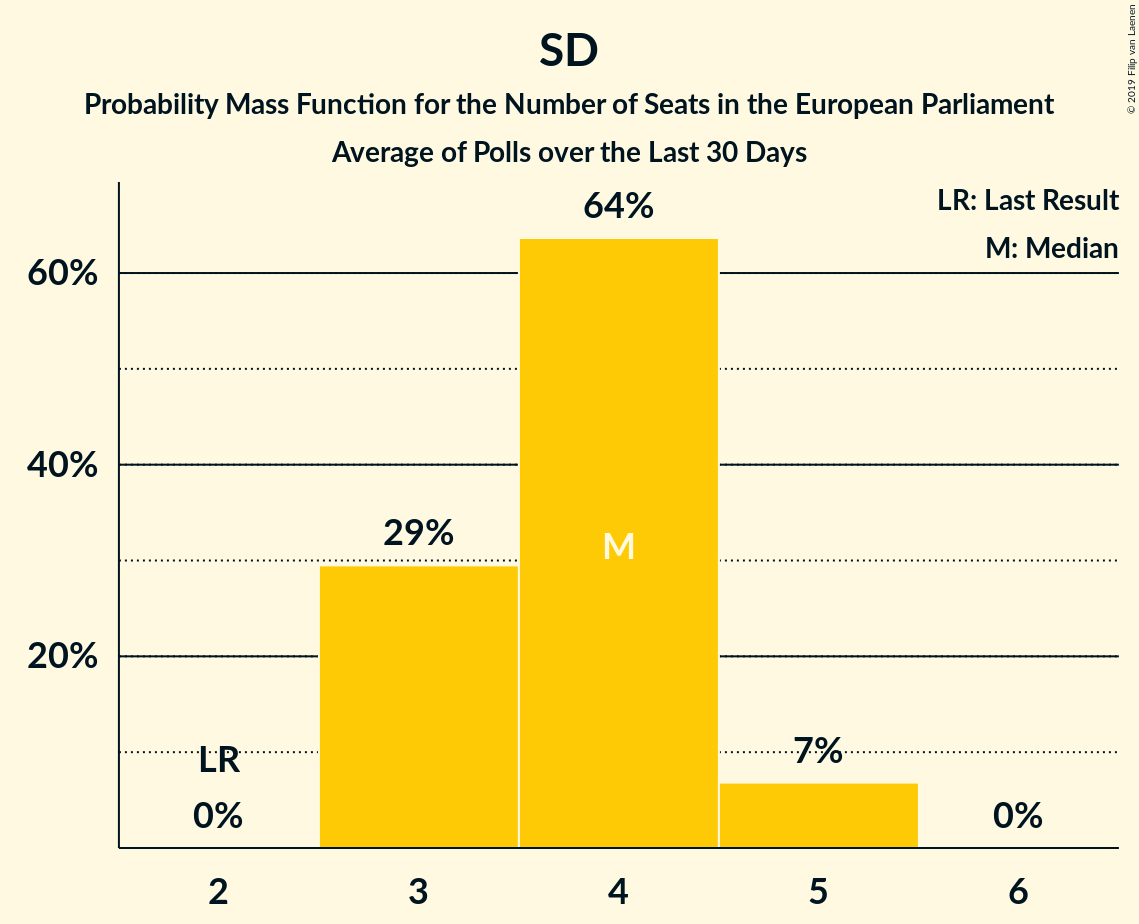 SD
Probability Mass Function for the Number of Seats in the European Parliament
Average of Polls over the Last 30 Days
© 2019 Filip van Laenen
LR: Last Result
M: Median
64%
60%
40%
29%
M
20%
LR
7%
0%
0%
2 3 4 5 6